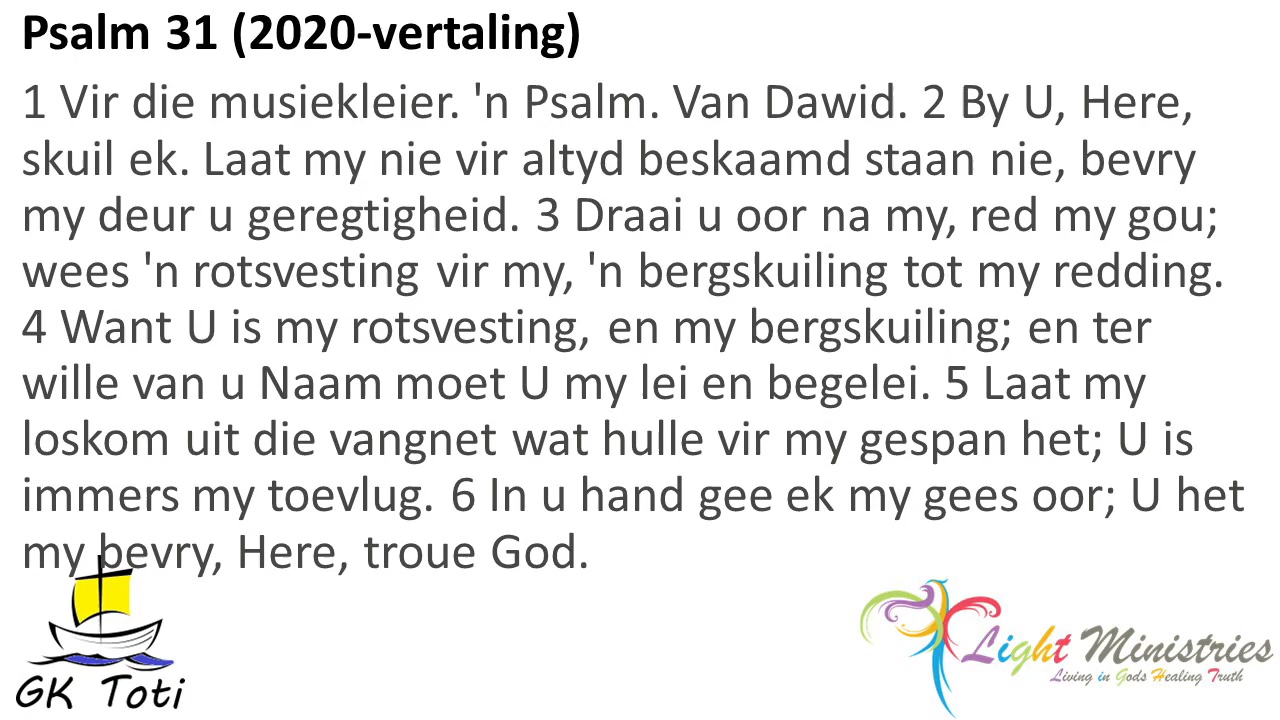 Psalm 31 (2020-vertaling)
1 Vir die musiekleier. 'n Psalm. Van Dawid. 2 By U, Here,
skuil ek. Laat my nie vir altyd beskaamd staan nie, bevry
my deur u geregtigheid. 3 Draai u oor na my, red my gou;
wees 'n rotsvesting vir my, 'n bergskuiling tot my redding.
4 Want U is my rotsvesting, en my bergskuiling; en ter
wille van u Naam moet U my lei en begelei. 5 Laat my
loskom uit die vangnet wat hulle vir my gespan het; U is
immers my toevlug. 6 In u hand gee ek my gees oor; U het
my bevry, Here, troue God.
GK Toti
Light Ministries
Living in Gods Healing Truth